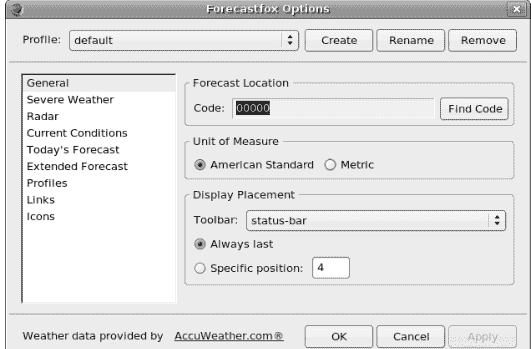 Forecastfox Options
Profile: default Create Rename Remove
General
Severe Weather
Radar
Current Conditions
Today's Forecast
Extended Forecast
Profiles
Links
Icons
Forecast Location
Code: 00000 Find Code
Unit of Measure
American Standard Metric
Display Placement
Toolbar: status-bar
Always last
Specific position: 4
Weather data provided by AccuWeather.com® OK Cancel Apply